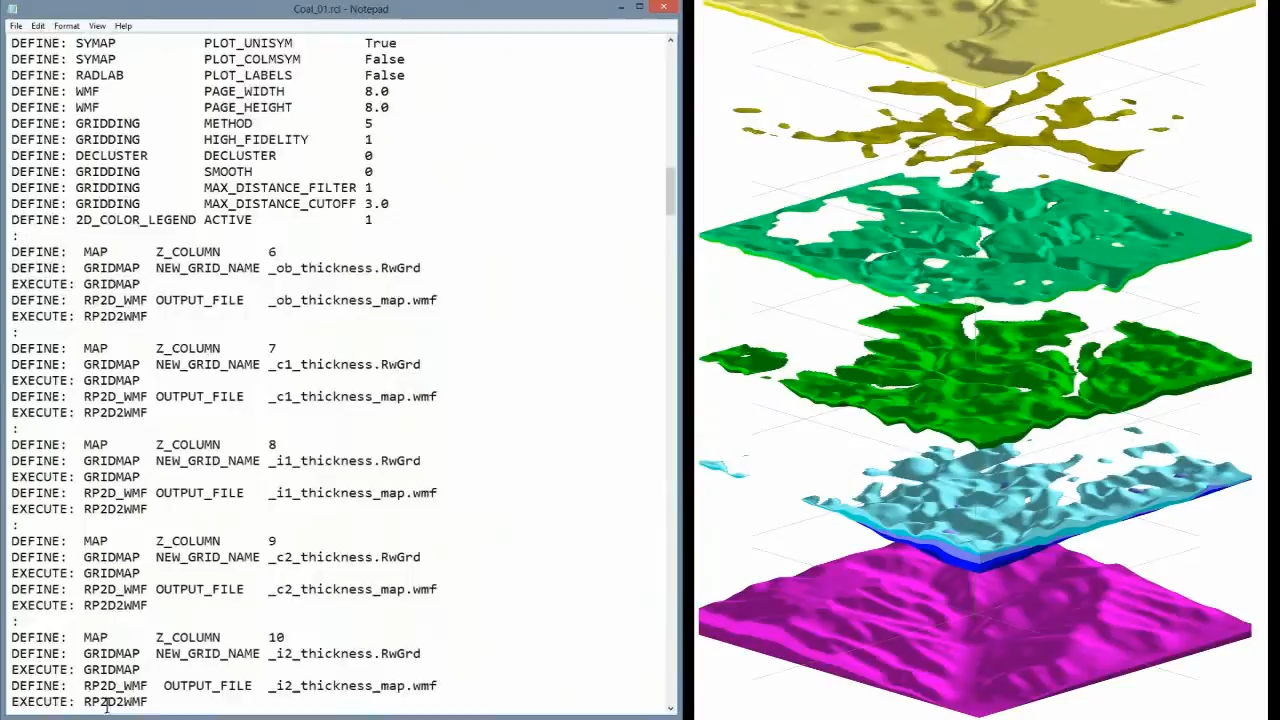 Coal_01.rcl - Notepad
File Edit Format View Help
DEFINE: SYMAP PLOT_UNISYM True
DEFINE: SYMAP PLOT_COLMSYM False
DEFINE: RADLAB PLOT_LABELS False
DEFINE: WMF PAGE_WIDTH 8.0
DEFINE: WMF PAGE_HEIGHT 8.0
DEFINE: GRIDDING METHOD 5
DEFINE: GRIDDING HIGH_FIDELITY 1
DEFINE: DECLUSTER DECLUSTER 0
DEFINE: GRIDDING SMOOTH 0
DEFINE: GRIDDING MAX_DISTANCE_FILTER 1
DEFINE: GRIDDING MAX_DISTANCE_CUTOFF 3.0
DEFINE: 2D_COLOR_LEGEND ACTIVE 1
:
DEFINE: MAP Z_COLUMN 6
DEFINE: GRIDMAP NEW_GRID_NAME _ob_thickness.RwGrd
EXECUTE: GRIDMAP
DEFINE: RP2D_WMF OUTPUT_FILE _ob_thickness_map.wmf
EXECUTE: RP2D2WMF
:
DEFINE: MAP Z_COLUMN 7
DEFINE: GRIDMAP NEW_GRID_NAME _c1_thickness.RwGrd
EXECUTE: GRIDMAP
DEFINE: RP2D_WMF OUTPUT_FILE _c1_thickness_map.wmf
EXECUTE: RP2D2WMF
:
DEFINE: MAP Z_COLUMN 8
DEFINE: GRIDMAP NEW_GRID_NAME _i1_thickness.RwGrd
EXECUTE: GRIDMAP
DEFINE: RP2D_WMF OUTPUT_FILE _i1_thickness_map.wmf
EXECUTE: RP2D2WMF
:
DEFINE: MAP Z_COLUMN 9
DEFINE: GRIDMAP NEW_GRID_NAME _c2_thickness.RwGrd
EXECUTE: GRIDMAP
DEFINE: RP2D_WMF OUTPUT_FILE _c2_thickness_map.wmf
EXECUTE: RP2D2WMF
:
DEFINE: MAP Z_COLUMN 10
DEFINE: GRIDMAP NEW_GRID_NAME _i2_thickness.RwGrd
EXECUTE: GRIDMAP
DEFINE: RP2D_WMF OUTPUT_FILE _i2_thickness_map.wmf
EXECUTE: RP2D2WMF